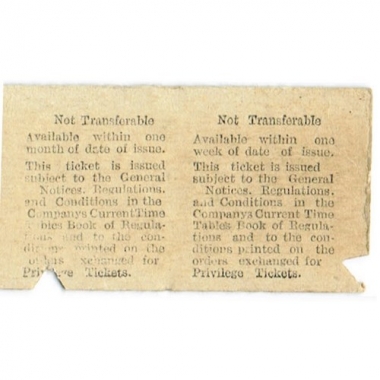 Not Transferable
Available within one
month of date of issue.
This ticket is issued
subject to the General
Notices, Regulations,
and Conditions in the
Companys Current Time
Tables Book of Regula-
and to the con-
printed on the
xchanged for
Tickets.
Not Transferable
Available within one
week of date of issue.
This ticket is issued
subject to the General
Notices, Regulations,
and Conditions in the
Companys Current Time
Tables Book of Regula-
tions and to the con-
ditions printed on the
orders exchanged for
Privilege Tickets.